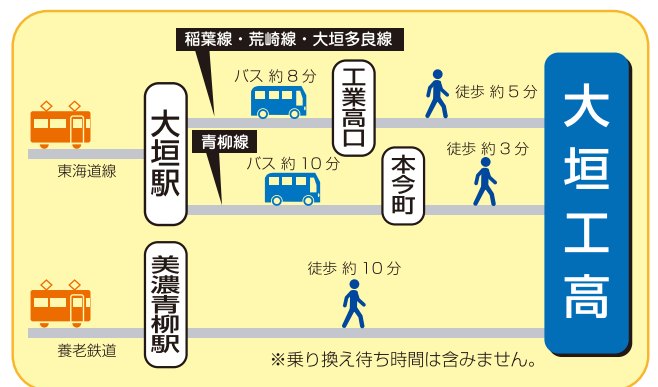 稲葉線・荒崎線・大垣多良線
バス 約8分
工業高口
徒歩 約5分
東海道線
大垣駅
青柳線
バス 約10分
本今町
徒歩 約3分
大垣工高
美濃青柳駅
徒歩 約10分
養老鉄道
※乗り換え待ち時間は含みません。